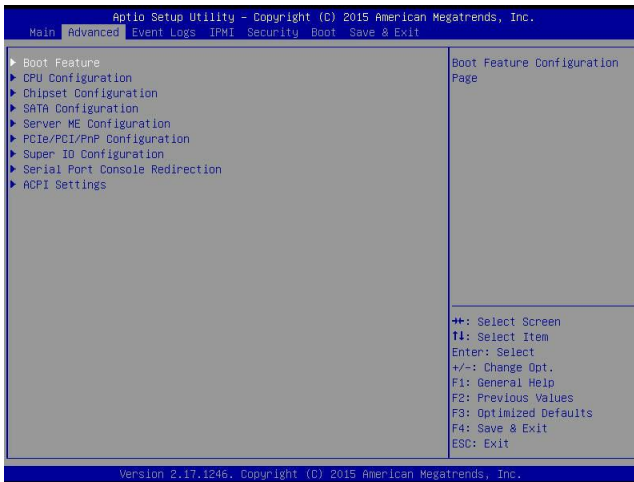 Aptio Setup Utility – Copyright (C) 2015 American Megatrends, Inc.
Main Advanced Event Logs IPMI Security Boot Save & Exit
▶ Boot Feature
▶ CPU Configuration
▶ Chipset Configuration
▶ SATA Configuration
▶ Server ME Configuration
▶ PCIe/PCI/PnP Configuration
▶ Super IO Configuration
▶ Serial Port Console Redirection
▶ ACPI Settings
Boot Feature Configuration
Page
→←: Select Screen
↑↓: Select Item
Enter: Select
+/-: Change Opt.
F1: General Help
F2: Previous Values
F3: Optimized Defaults
F4: Save & Exit
ESC: Exit
Version 2.17.1246. Copyright (C) 2015 American Megatrends, Inc.